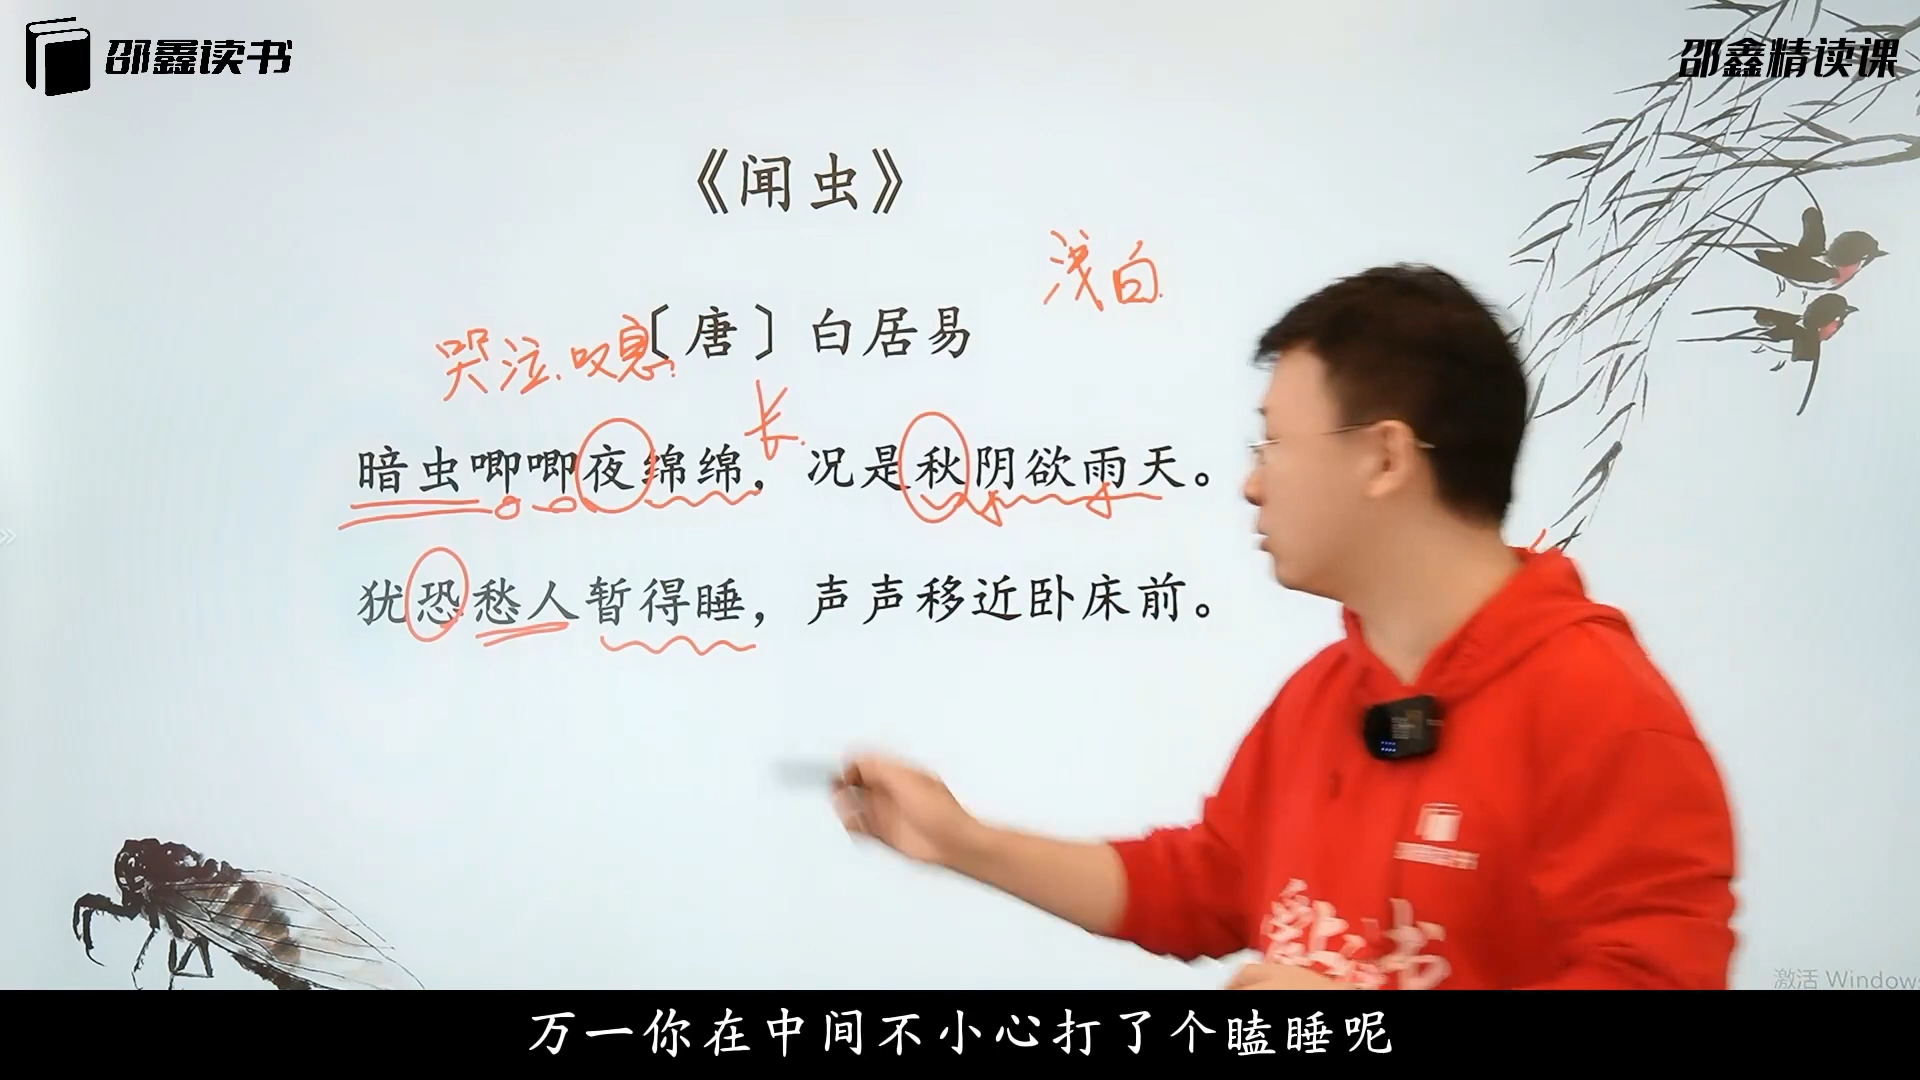 邵鑫读书
邵鑫精读课
《闻虫》
浅白
〔唐〕白居易
哭泣.叹息
长
暗虫唧唧夜绵绵，况是秋阴欲雨天。
犹恐愁人暂得睡，声声移近卧床前。
激活 Windows
万一你在中间不小心打了个瞌睡呢